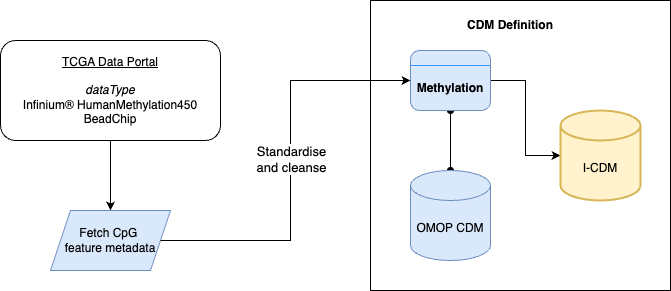 TCGA Data Portal
dataType
Infinium® HumanMethylation450
BeadChip
Fetch CpG
feature metadata
Standardise
and cleanse
CDM Definition
Methylation
OMOP CDM
I-CDM